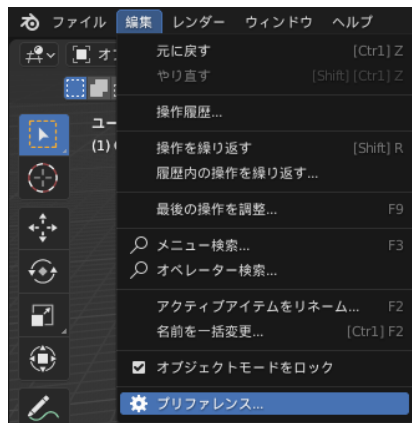 ファイル 編集 レンダー ウィンドウ ヘルプ
元に戻す [Ctrl] Z
やり直す [Shift] [Ctrl] Z
操作履歴...
操作を繰り返す [Shift] R
履歴内の操作を繰り返す...
最後の操作を調整... F9
メニュー検索... F3
オペレーター検索...
アクティブアイテムをリネーム... F2
名前を一括変更... [Ctrl] F2
オブジェクトモードをロック
プリファレンス...
オ
ユー
(1)